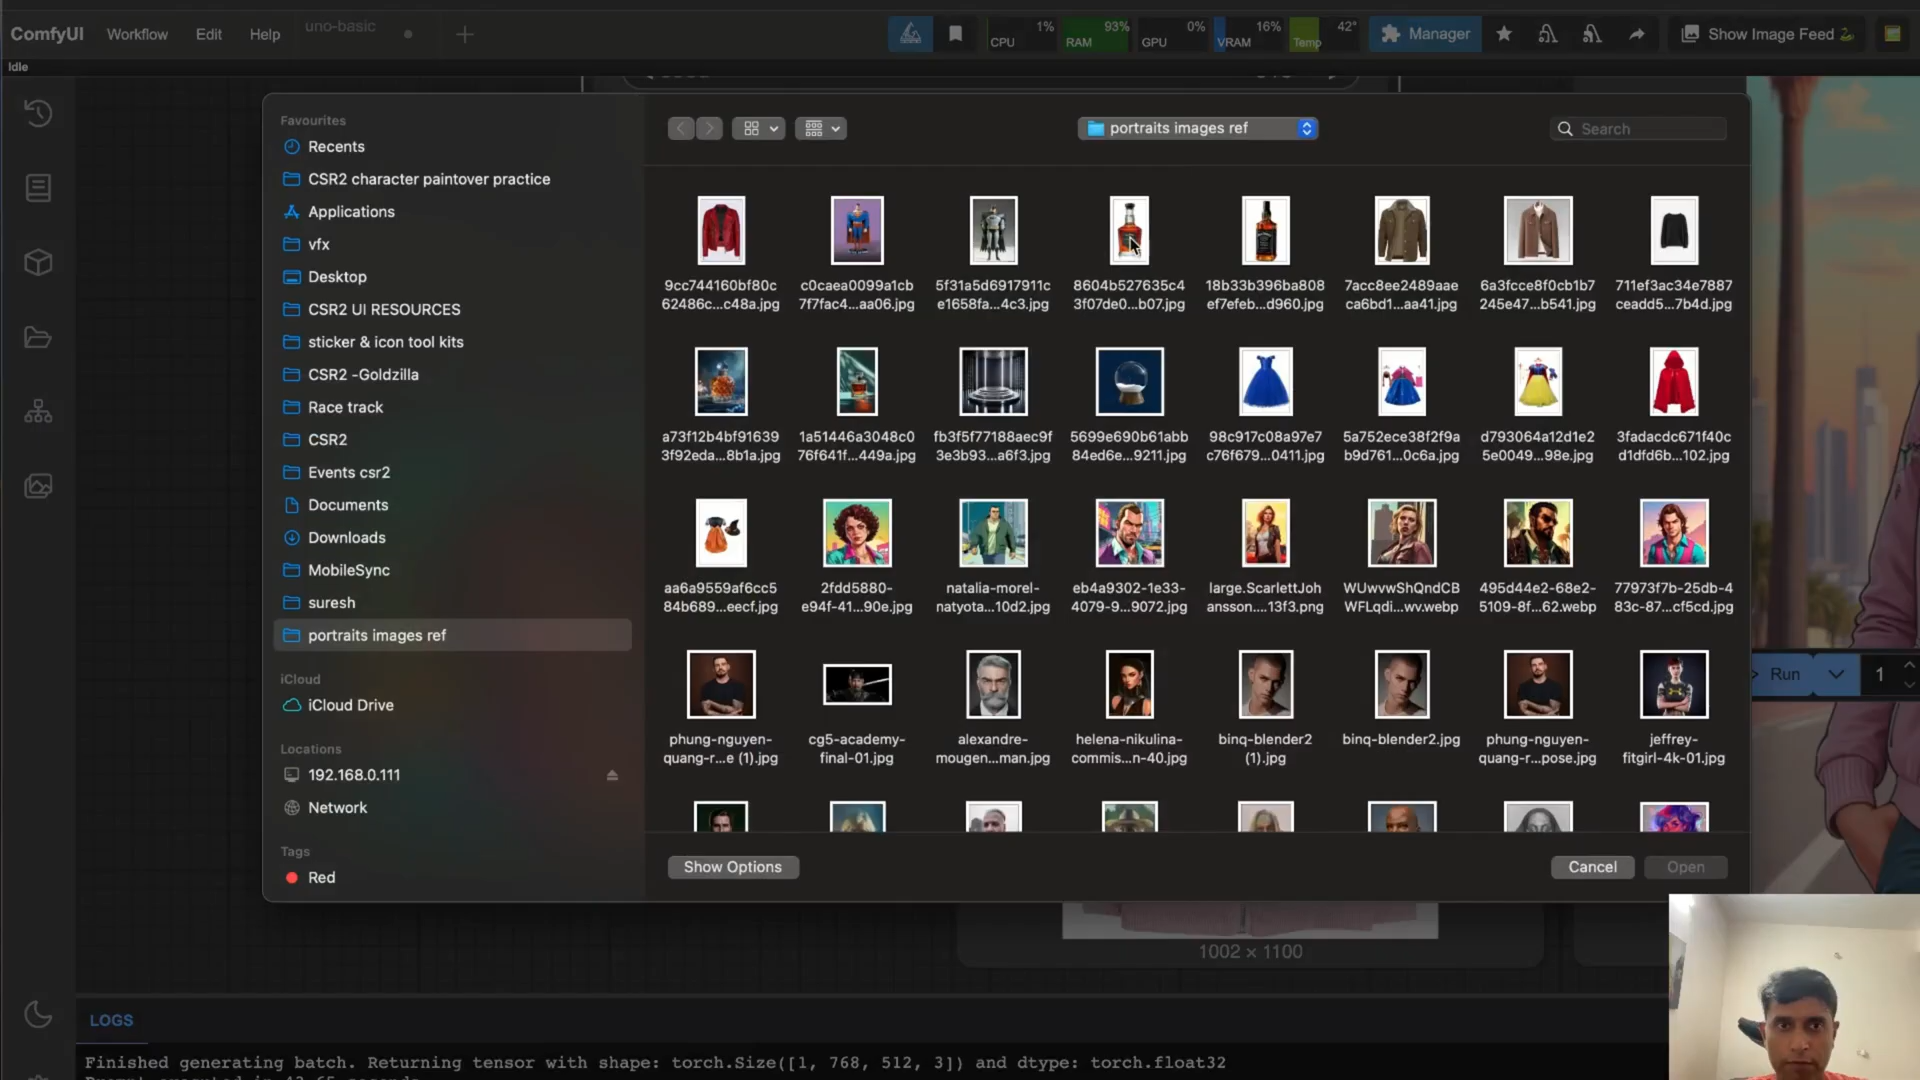 ComfyUI
Workflow
Edit
Help
uno-basic
CPU
1%
RAM
93%
GPU
0%
VRAM
16%
Temp
42°
Manager
Show Image Feed
Idle
Favourites
Recents
CSR2 character paintover practice
Applications
vfx
Desktop
CSR2 UI RESOURCES
sticker & icon tool kits
CSR2 -Goldzilla
Race track
CSR2
Events csr2
Documents
Downloads
MobileSync
suresh
portraits images ref
iCloud
iCloud Drive
Locations
192.168.0.111
Network
Tags
Red
portraits images ref
Search
9cc744160bf80c
62486c...c48a.jpg
c0caea0099a1cb
7f7fac4...aa06.jpg
5f31a5d6917911c
e1658fa...4c3.jpg
8604b527635c4
3f07de0...b07.jpg
18b33b396ba808
ef7efeb...d960.jpg
7acc8ee2489aae
ca6bd1...aa41.jpg
6a3fcce8f0cb1b7
245e47...b541.jpg
711ef3ac34e7887
ceadd5...7b4d.jpg
a73f12b4bf91639
3f92eda...8b1a.jpg
1a51446a3048c0
76f641f...449a.jpg
fb3f5f77188aec9f
3e3b93...a6f3.jpg
5699e690b61abb
84ed6e...9211.jpg
98c917c08a97e7
c76f679...0411.jpg
5a752ece38f2f9a
b9d761...0c6a.jpg
d793064a12d1e2
5e0049...98e.jpg
3fadacdc671f40c
d1dfd6b...102.jpg
aa6a9559af6cc5
84b689...eecf.jpg
2fdd5880-
e94f-41...90e.jpg
natalia-morel-
natyota...10d2.jpg
eb4a9302-1e33-
4079-9...9072.jpg
large.ScarlettJoh
ansson....13f3.png
WUwvwShQndCB
WFLqdi...wv.webp
495d44e2-68e2-
5109-8f...62.webp
77973f7b-25db-4
83c-87...cf5cd.jpg
phung-nguyen-
quang-r...e (1).jpg
cg5-academy-
final-01.jpg
alexandre-
mougen...man.jpg
helena-nikulina-
commis...n-40.jpg
binq-blender2
(1).jpg
binq-blender2.jpg
phung-nguyen-
quang-r...pose.jpg
jeffrey-
fitgirl-4k-01.jpg
Show Options
Cancel
Open
Run
1
1002 × 1100
LOGS
Finished generating batch. Returning tensor with shape: torch.Size([1, 768, 512, 3]) and dtype: torch.float32